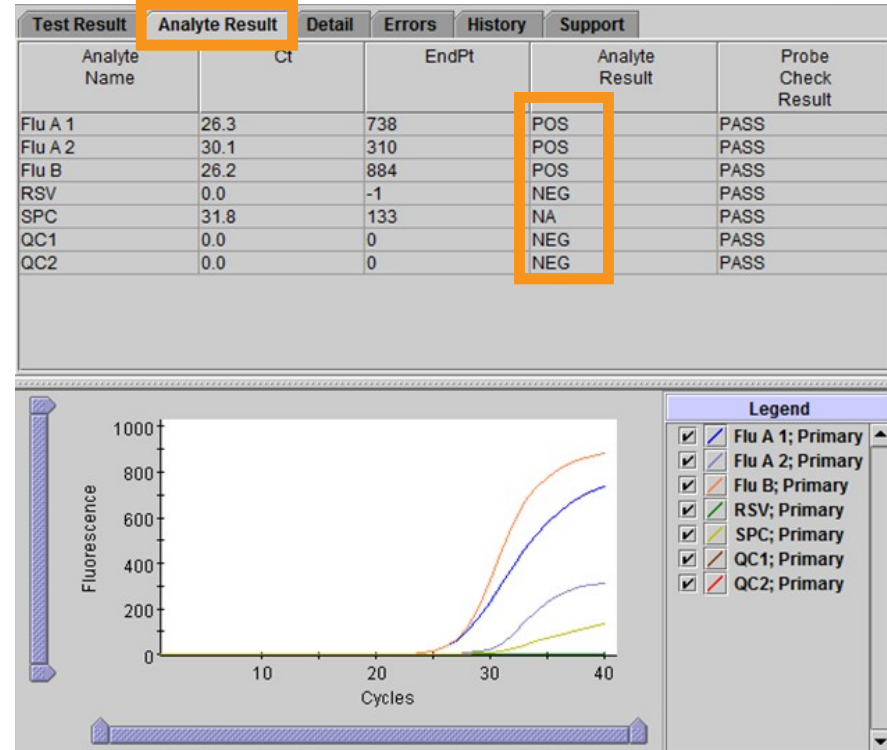 Test Result Analyte Result Detail Errors History Support
Analyte Name Ct EndPt Analyte Result Probe Check Result
Flu A 1 26.3 738 POS PASS
Flu A 2 30.1 310 POS PASS
Flu B 26.2 884 POS PASS
RSV 0.0 -1 NEG PASS
SPC 31.8 133 NA PASS
QC1 0.0 0 NEG PASS
QC2 0.0 0 NEG PASS
Fluorescence
1000
800
600
400
200
0
10 20 30 40
Cycles
Legend
Flu A 1; Primary
Flu A 2; Primary
Flu B; Primary
RSV; Primary
SPC; Primary
QC1; Primary
QC2; Primary